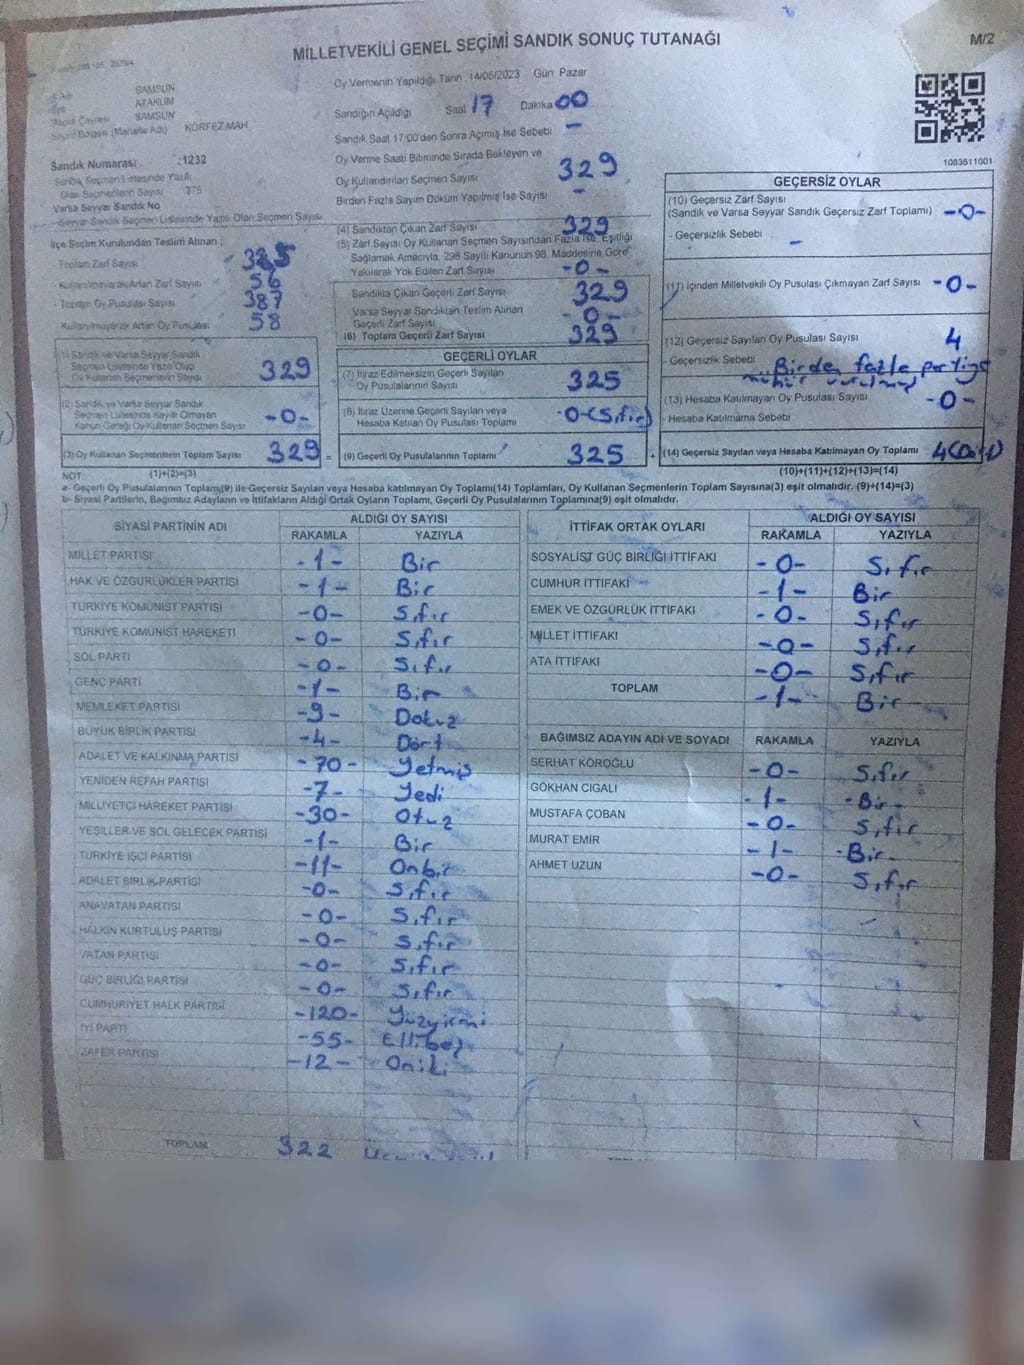 MİLLETVEKİLİ GENEL SEÇİMİ SANDIK SONUÇ TUTANAĞI
M/2
SAMSUN
ATAKUM
SAMSUN
Seçim Bölgesi (Mahalle Adı) KÖRFEZ MAH
Sandık Numarası :1232
Sandık Seçmen Listesinde Yazılı
Olan Seçmenlerin Sayısı 375
Varsa Seyyar Sandık No
Seyyar Sandık Seçmen Listesinde Yazılı Olan Seçmen Sayısı
Oy Vermenin Yapıldığı Tarih : 14/05/2023 Gün Pazar
Sandığın Açıldığı Saat 17 Dakika 00
Sandık Saat 17:00'den Sonra Açılmış İse Sebebi -
Oy Verme Saati Bitiminde Sırada Bekleyen ve
Oy Kullandırılan Seçmen Sayısı 329
Birden Fazla Sayım Döküm Yapılmış İse Sayısı -
1083611001
İlçe Seçim Kurulundan Teslim Alınan
Toplam Zarf Sayısı
Kullanılmayarak Artan Zarf Sayısı 56
Toplam Oy Pusulası Sayısı 387
Kullanılmayarak Artan Oy Pusulası 58
(4) Sandıktan Çıkan Zarf Sayısı 329
(5) Zarf Sayısı Oy Kullanan Seçmen Sayısından Fazla İse, Eşitliği
Sağlamak Amacıyla, 298 Sayılı Kanunun 98. Maddesine Göre
Yakılarak Yok Edilen Zarf Sayısı -0-
Sandıkta Çıkan Geçerli Zarf Sayısı 329
Varsa Seyyar Sandıktan Teslim Alınan
Geçerli Zarf Sayısı -0-
(6) Toplam Geçerli Zarf Sayısı 329
(1) Sandık ve Varsa Seyyar Sandık
Seçmen Listesinde Yazılı Olup
Oy Kullanan Seçmenlerin Sayısı 329
(2) Sandık ve Varsa Seyyar Sandık
Seçmen Listesinde Kayıtlı Olmayan
Kanun Gereği Oy Kullanan Seçmen Sayısı -0-
(3) Oy Kullanan Seçmenlerin Toplam Sayısı 329 =
GEÇERLİ OYLAR
(7) İtiraz Edilmeksizin Geçerli Sayılan
Oy Pusulalarının Sayısı 325
(8) İtiraz Üzerine Geçerli Sayılan veya
Hesaba Katılan Oy Pusulası Toplamı -0-(Sıfır)
(9) Geçerli Oy Pusulalarının Toplamı 325 +
GEÇERSİZ OYLAR
(10) Geçersiz Zarf Sayısı
(Sandık ve Varsa Seyyar Sandık Geçersiz Zarf Toplamı) -0-
- Geçersizlik Sebebi -
(11) İçinden Milletvekili Oy Pusulası Çıkmayan Zarf Sayısı -0-
(12) Geçersiz Sayılan Oy Pusulası Sayısı 4
- Geçersizlik Sebebi Birden fazla partiye
mühür
(13) Hesaba Katılmayan Oy Pusulası Sayısı -0-
- Hesaba Katılmama Sebebi
(14) Geçersiz Sayılan veya Hesaba Katılmayan Oy Toplamı 4
NOT: (1)+(2)=(3)
(10)+(11)+(12)+(13)=(14)
a- Geçerli Oy Pusulalarının Toplamı(9) ile Geçersiz Sayılan veya Hesaba katılmayan Oy Toplamı(14) Toplamları, Oy Kullanan Seçmenlerin Toplam Sayısına(3) eşit olmalıdır. (9)+(14)=(3)
b- Siyasi Partilerin, Bağımsız Adayların ve İttifakların Aldığı Ortak Oyların Toplamı, Geçerli Oy Pusulalarının Toplamına(9) eşit olmalıdır.
SİYASİ PARTİNİN ADI ALDIĞI OY SAYISI
RAKAMLA YAZIYLA
MİLLET PARTİSİ -1- Bir
HAK VE ÖZGÜRLÜKLER PARTİSİ -1- Bir
TÜRKİYE KOMÜNİST PARTİSİ -0- Sıfır
TÜRKİYE KOMÜNİST HAREKETİ -0- Sıfır
SOL PARTİ -0- Sıfır
GENÇ PARTİ -1- Bir
MEMLEKET PARTİSİ -9- Dokuz
BÜYÜK BİRLİK PARTİSİ -4- Dört
ADALET VE KALKINMA PARTİSİ -70- Yetmiş
YENİDEN REFAH PARTİSİ -7- Yedi
MİLLİYETÇİ HAREKET PARTİSİ -30- Otuz
YEŞİLLER VE SOL GELECEK PARTİSİ -1- Bir
TÜRKİYE İŞÇİ PARTİSİ -11- Onbir
ADALET BİRLİK PARTİSİ -0- Sıfır
ANAVATAN PARTİSİ -0- Sıfır
HALKIN KURTULUŞ PARTİSİ -0- Sıfır
VATAN PARTİSİ -0- Sıfır
GÜÇ BİRLİĞİ PARTİSİ -0- Sıfır
CUMHURİYET HALK PARTİSİ -120- Yüzyirmi
İYİ PARTİ -55- Ellibeş
ZAFER PARTİSİ -12- Oniki
TOPLAM 322
İTTİFAK ORTAK OYLARI ALDIĞI OY SAYISI
RAKAMLA YAZIYLA
SOSYALİST GÜÇ BİRLİĞİ İTTİFAKI -0- Sıfır
CUMHUR İTTİFAKI -1- Bir
EMEK VE ÖZGÜRLÜK İTTİFAKI -0- Sıfır
MİLLET İTTİFAKI -0- Sıfır
ATA İTTİFAKI -0- Sıfır
TOPLAM -1- Bir
BAĞIMSIZ ADAYIN ADI VE SOYADI RAKAMLA YAZIYLA
SERHAT KÖROĞLU -0- Sıfır
GÖKHAN CIGALI -1- -Bir-
MUSTAFA ÇOBAN -0- Sıfır
MURAT EMİR -1- -Bir-
AHMET UZUN -0- Sıfır